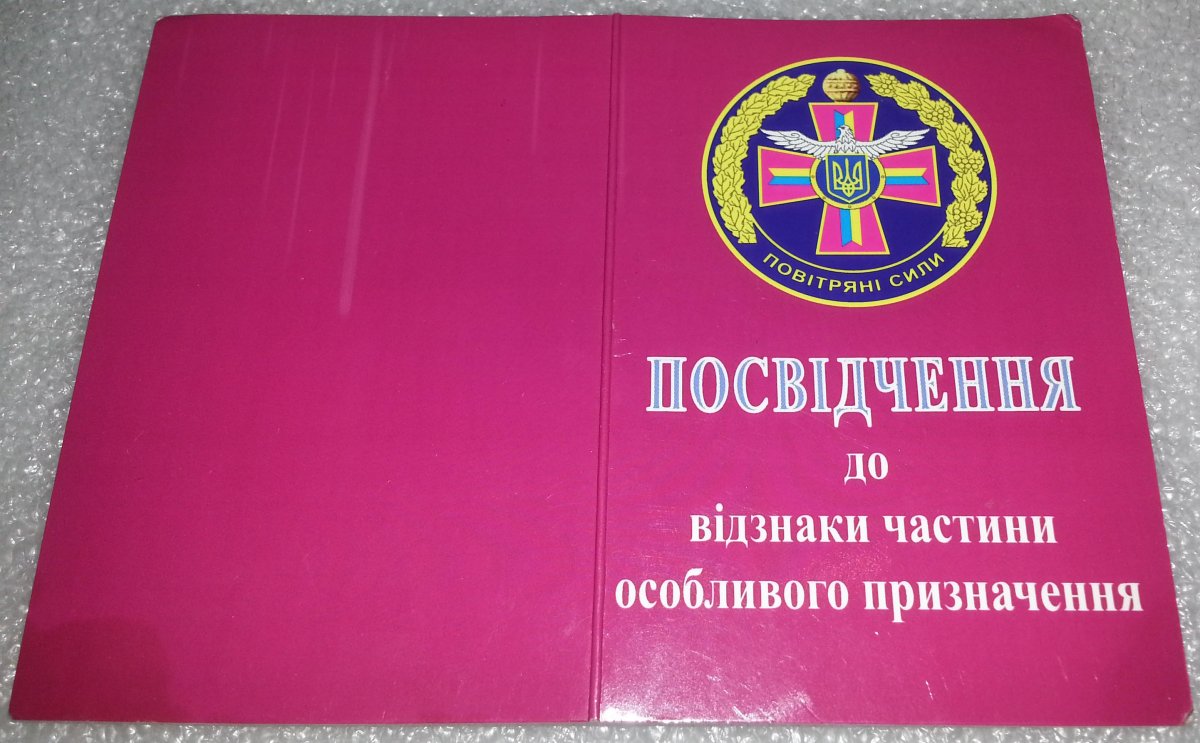 ПОВІТРЯНІ СИЛИ
ПОСВІДЧЕННЯ
до
відзнаки частини
особливого призначення